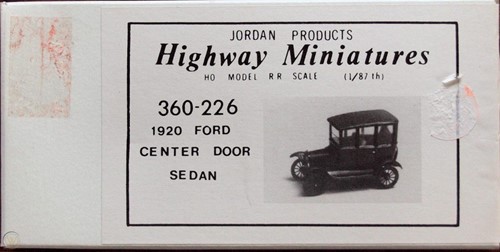 JORDAN PRODUCTS
Highway Miniatures
HO MODEL RR SCALE (1/87th)
360-226
1920 FORD
CENTER DOOR
SEDAN